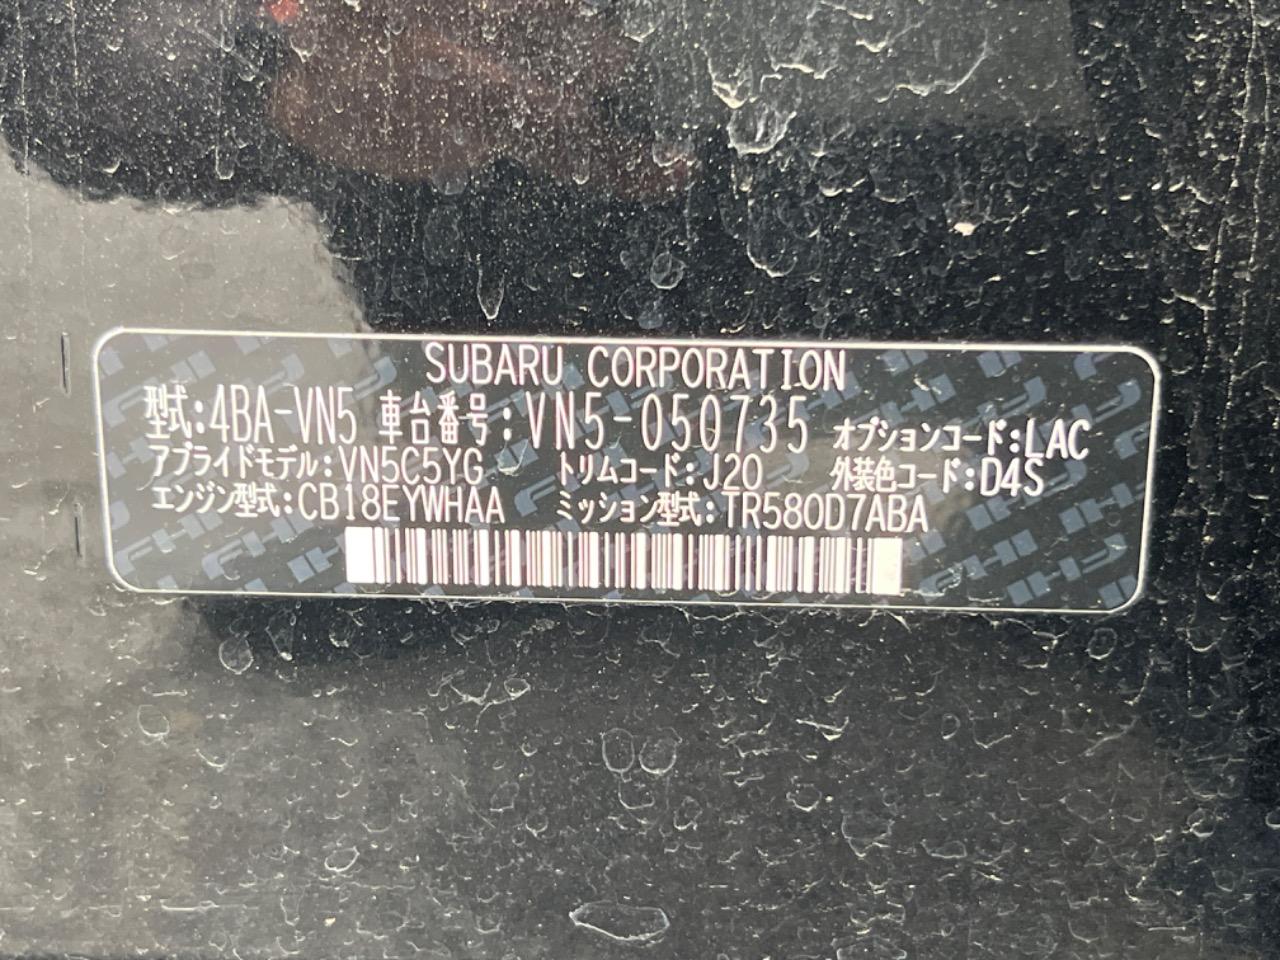 SUBARU CORPORATION
型式:4BA-VN5 車台番号:VN5-050735 オプションコード:LAC
アプライドモデル:VN5C5YG トリムコード:J20 外装色コード:D4S
エンジン型式:CB18EYWHAA ミッション型式:TR580D7ABA